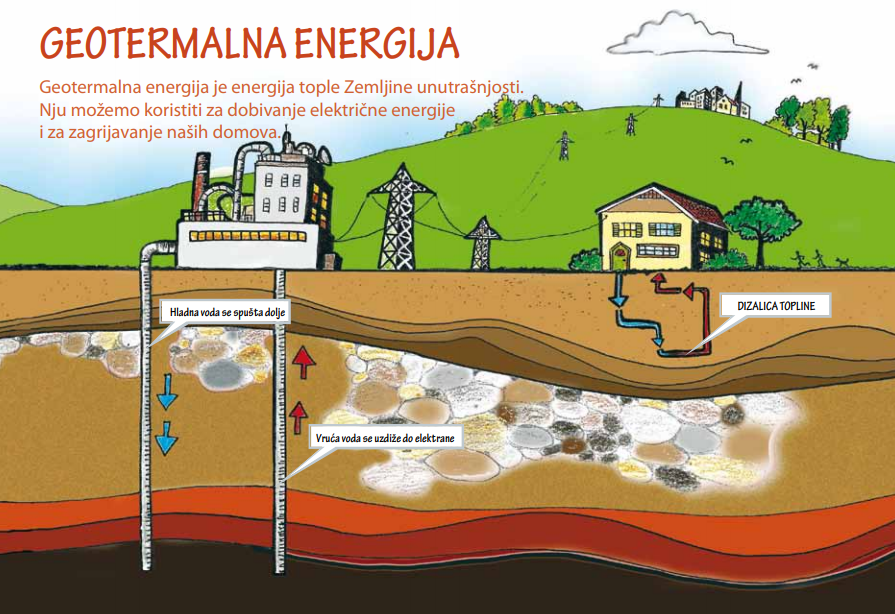 GEOTERMALNA ENERGIJA
Geotermalna energija je energija tople Zemljine unutrašnjosti.
Nju možemo koristiti za dobivanje električne energije
i za zagrijavanje naših domova.
Hladna voda se spušta dolje
DIZALICA TOPLINE
Vruća voda se uzdiže do elektrane